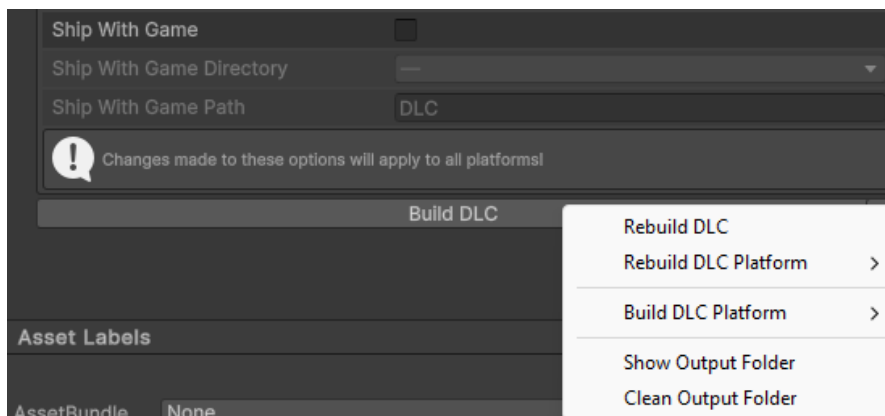 Ship With Game
Ship With Game Directory —
Ship With Game Path DLC
Changes made to these options will apply to all platforms!
Build DLC
Rebuild DLC
Rebuild DLC Platform
Build DLC Platform
Show Output Folder
Clean Output Folder
Asset Labels
AssetBundle None